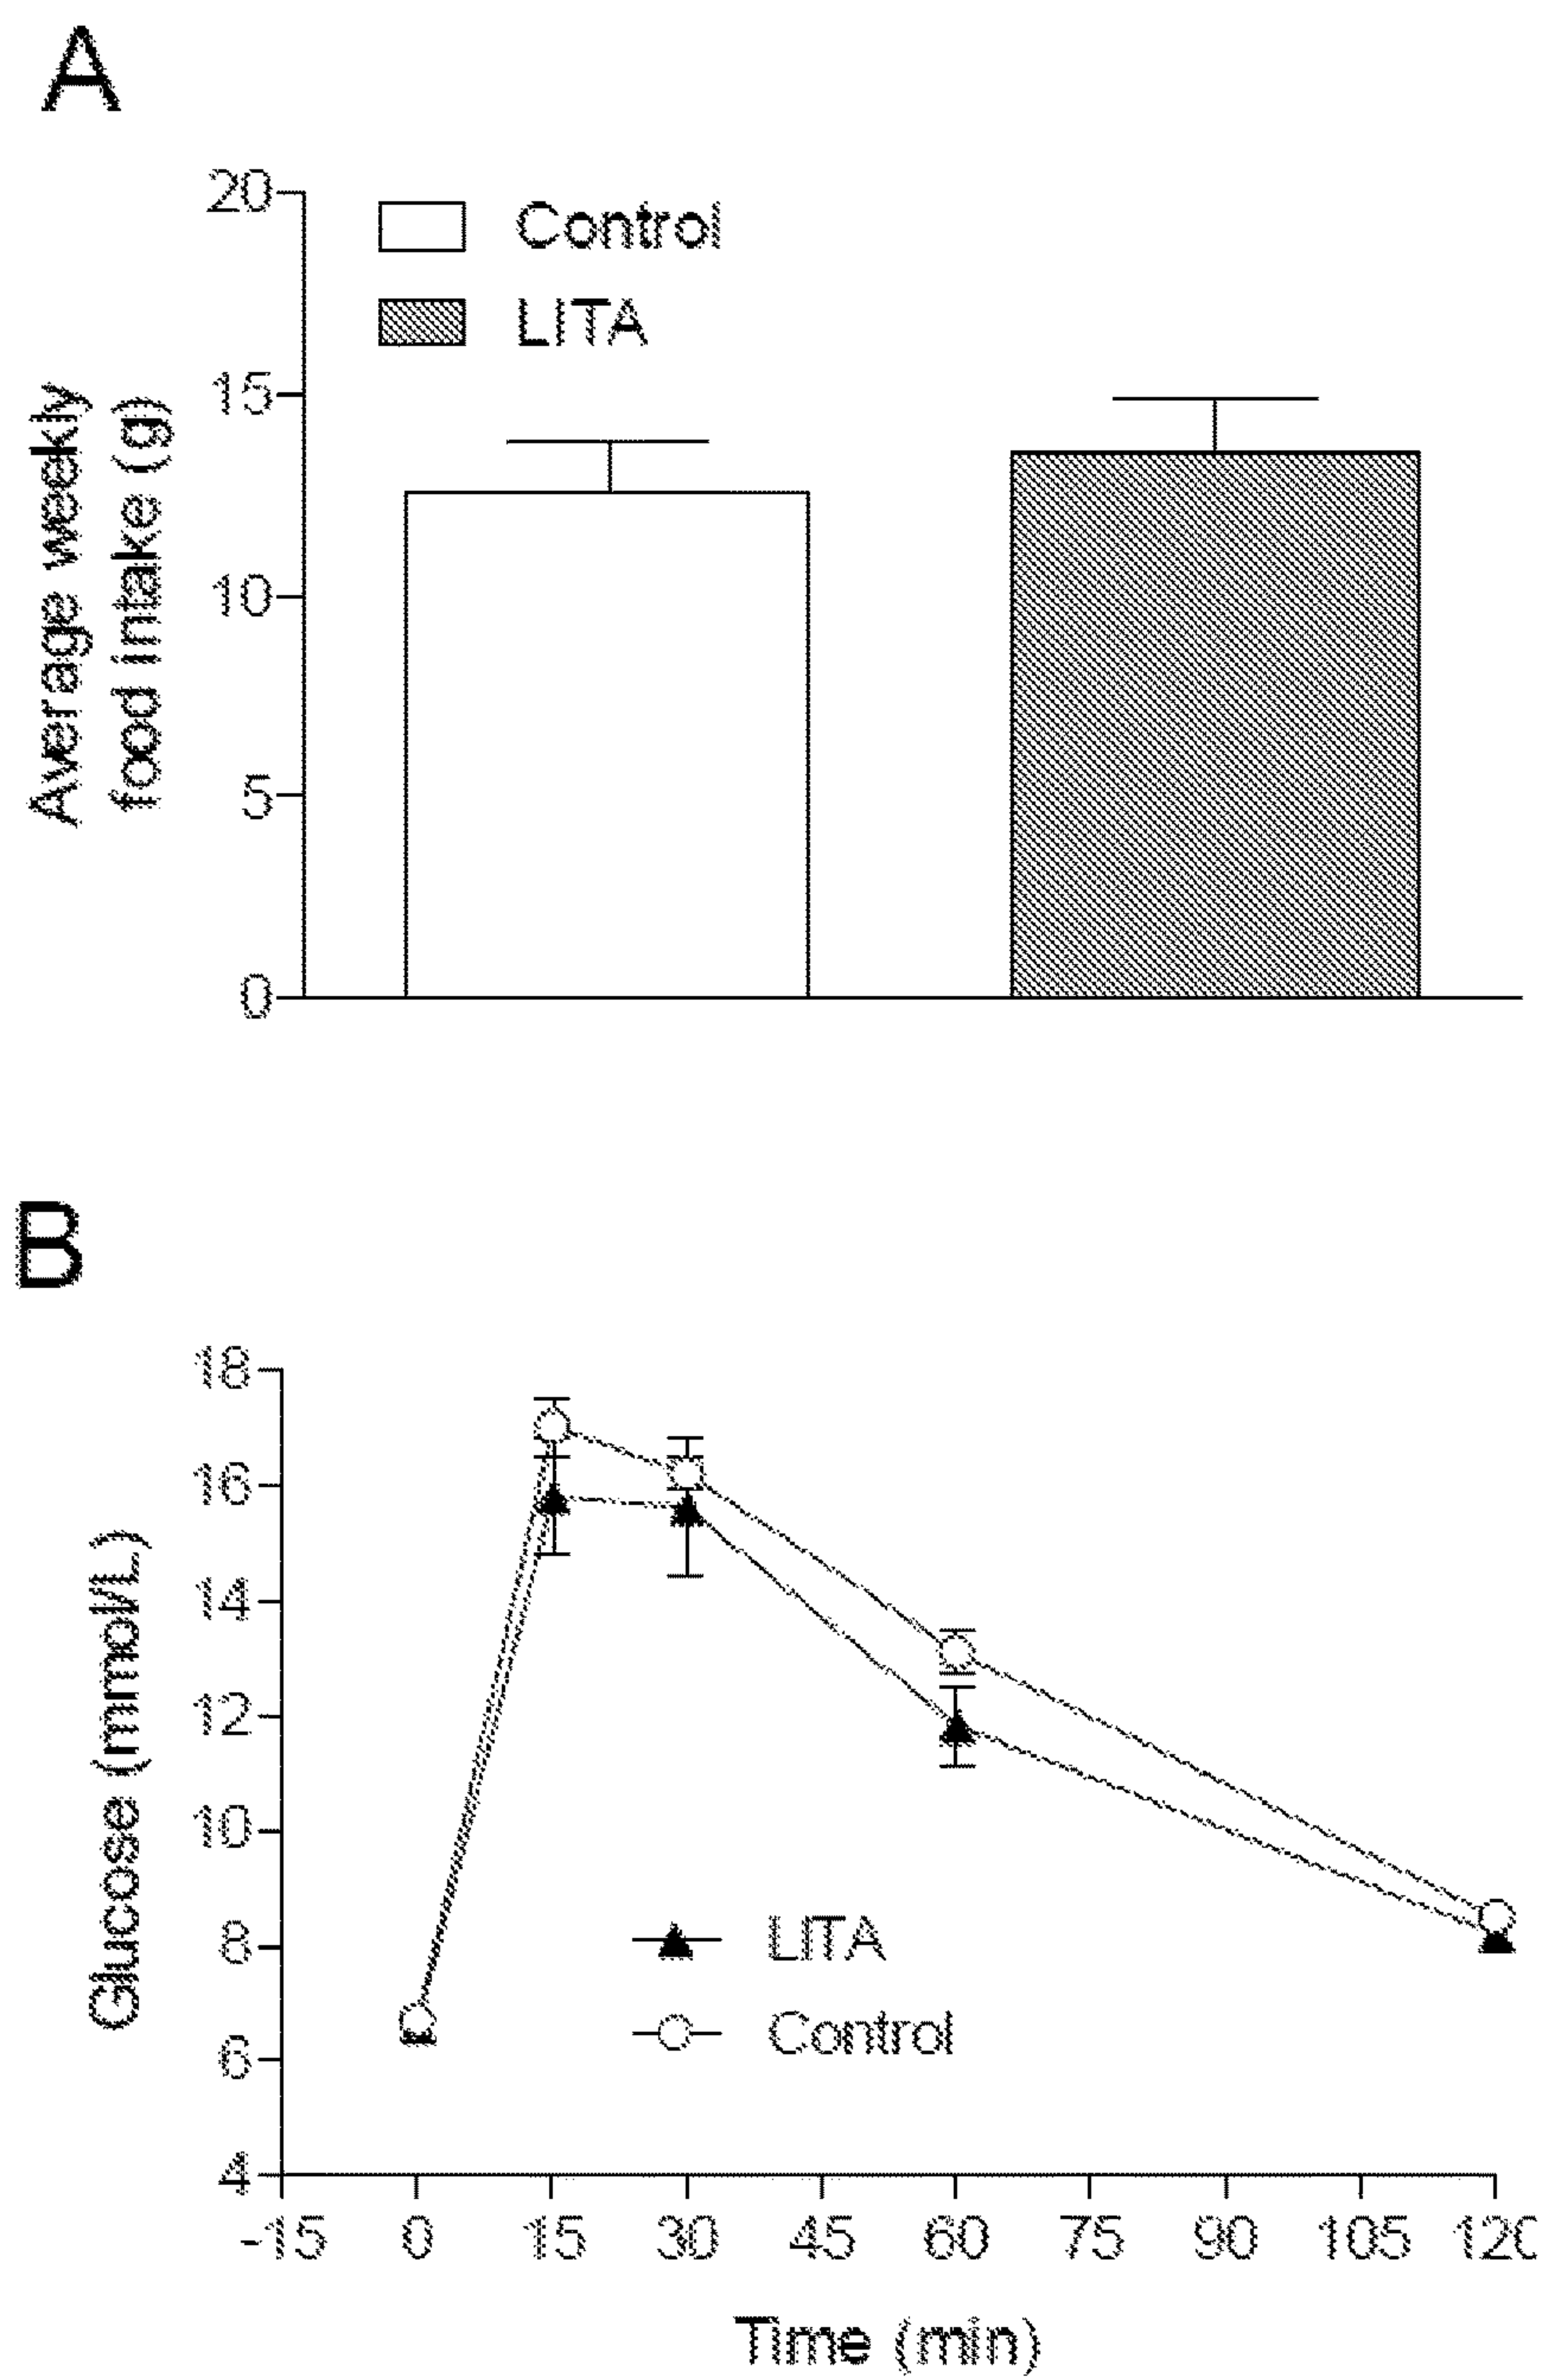 A
20
Control
LITA
15
Average weekly
food intake (g)
10
5
0
B
18
16
14
12
10
8
6
4
Glucose (mmol/L)
LITA
Control
-15 0 15 30 45 60 75 90 105 120
Time (min)